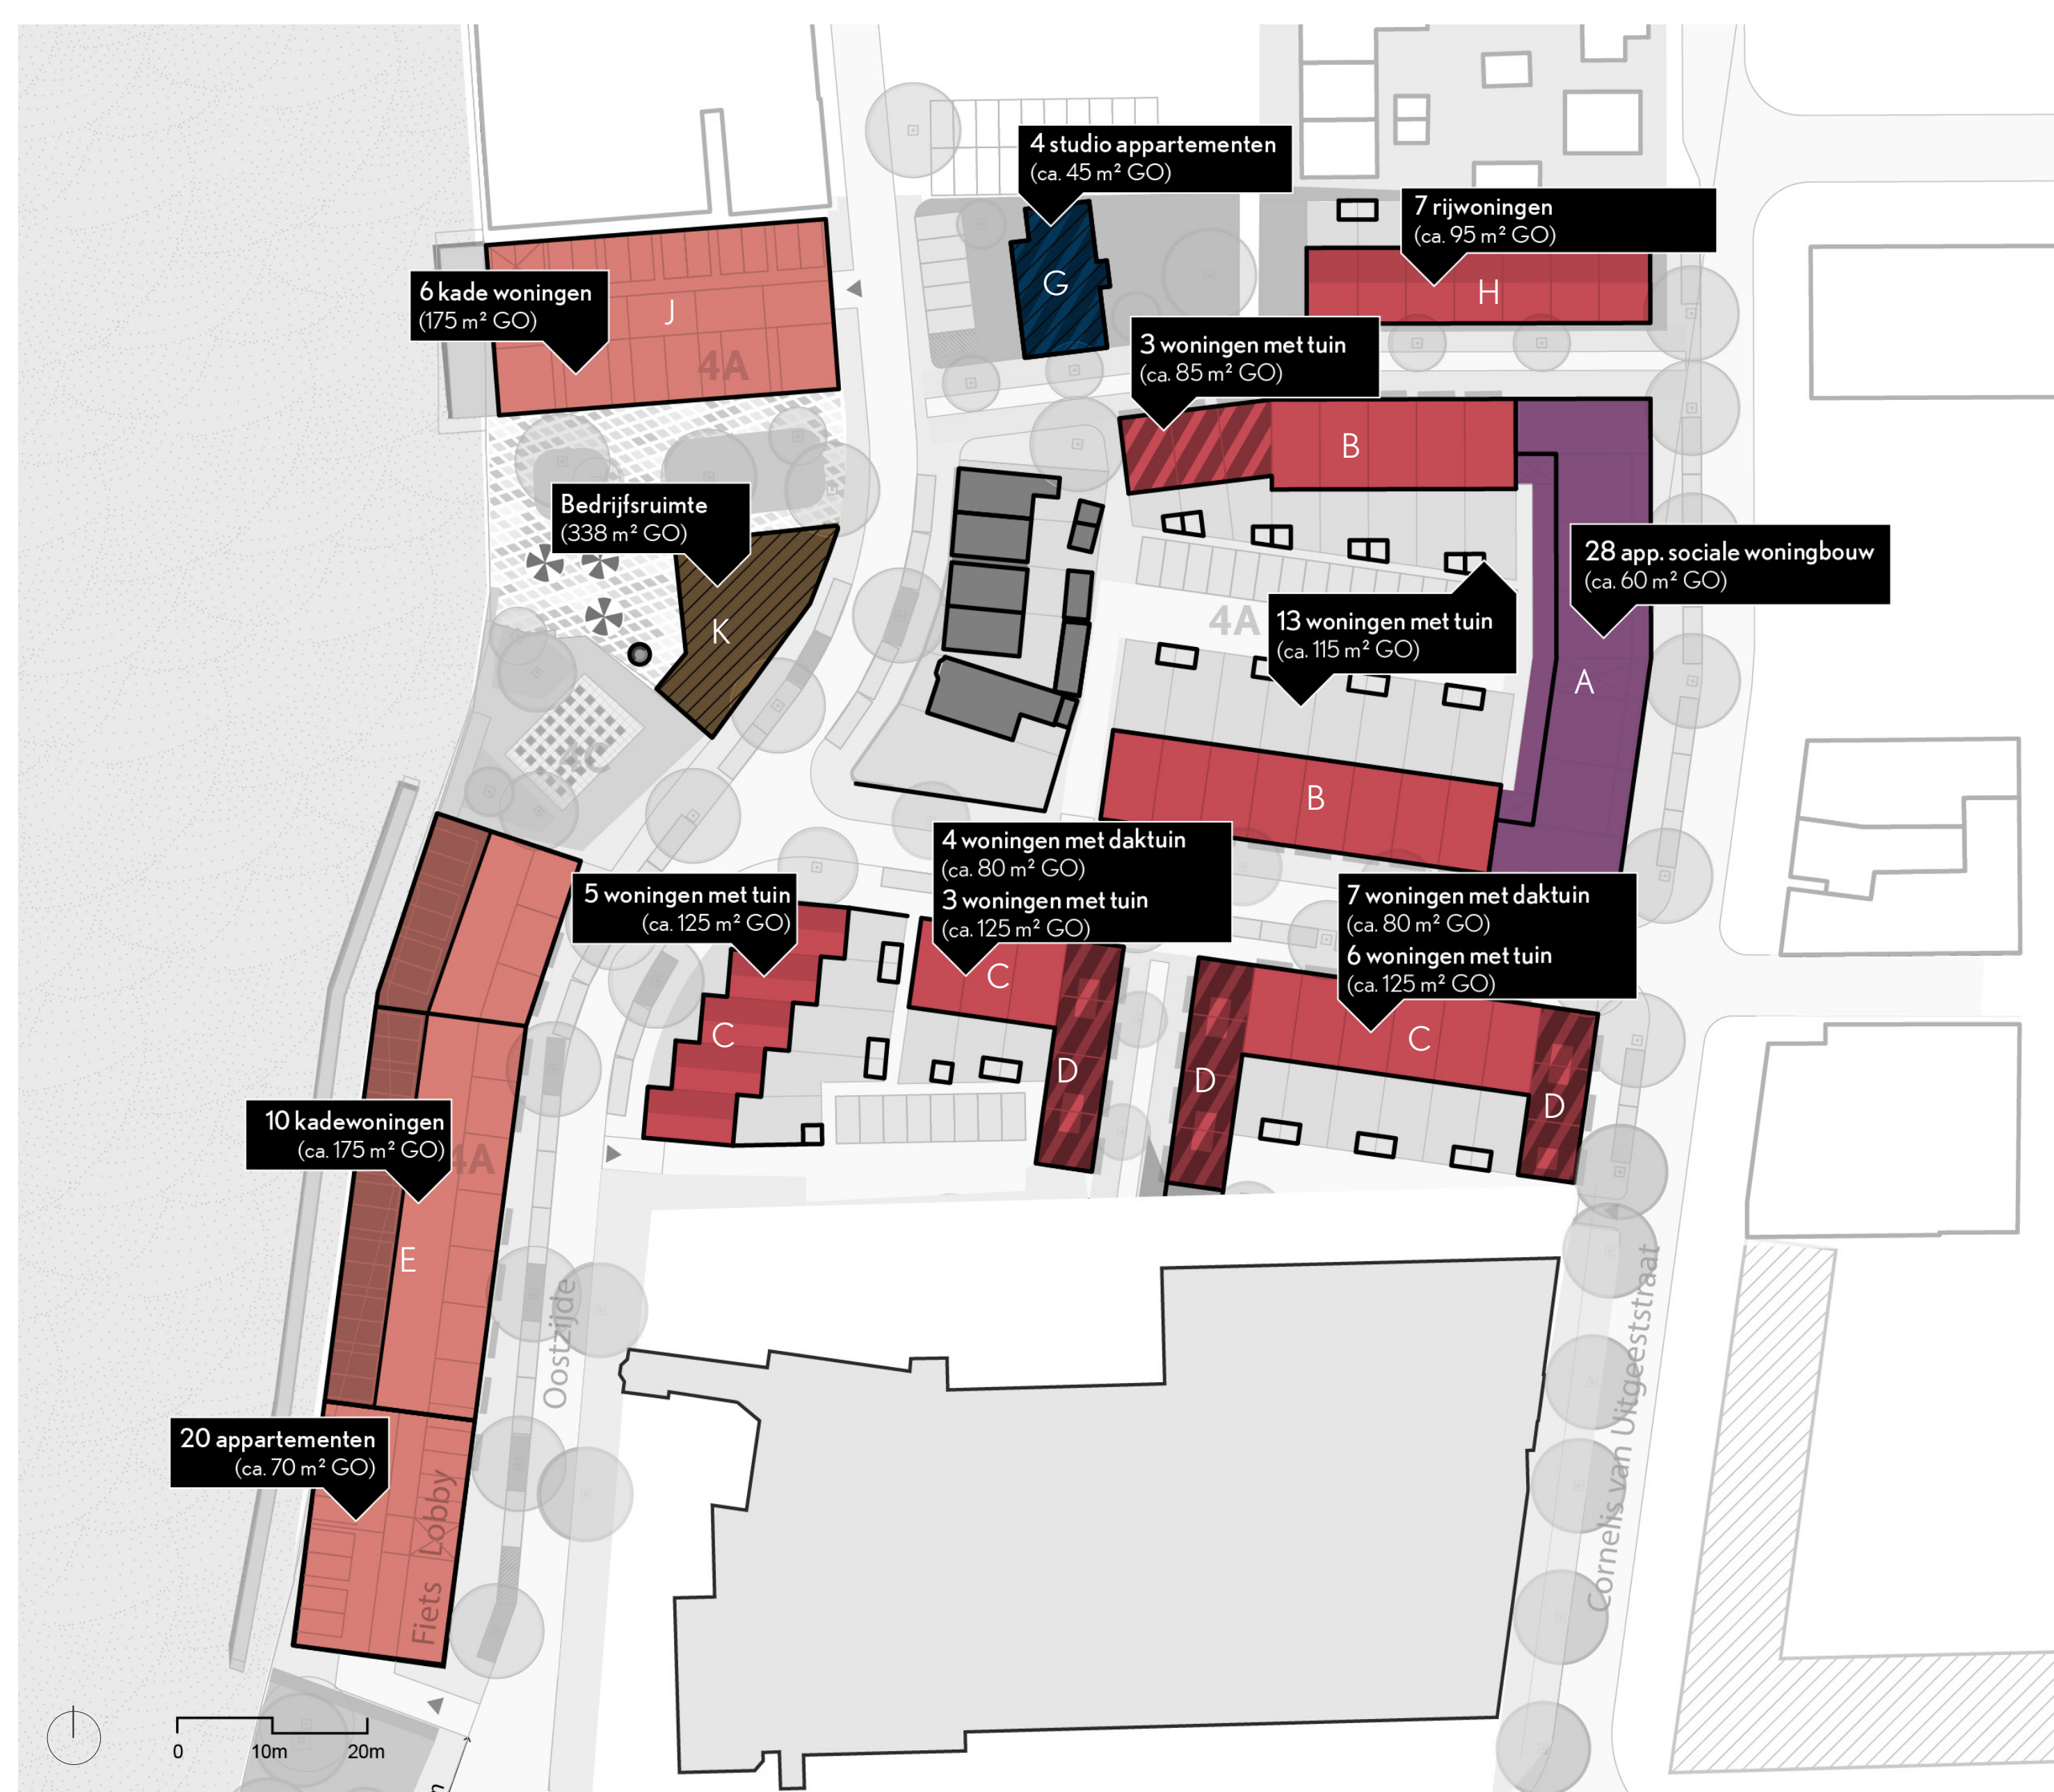 4 studio appartementen
(ca. 45 m² GO)
7 rijwoningen
(ca. 95 m² GO)
G
H
6 kade woningen
(175 m² GO)
J
4A
3 woningen met tuin
(ca. 85 m² GO)
B
Bedrijfsruimte
(338 m² GO)
28 app. sociale woningbouw
(ca. 60 m² GO)
K
4A
13 woningen met tuin
(ca. 115 m² GO)
A
4C
B
4 woningen met daktuin
(ca. 80 m² GO)
3 woningen met tuin
(ca. 125 m² GO)
5 woningen met tuin
(ca. 125 m² GO)
7 woningen met daktuin
(ca. 80 m² GO)
6 woningen met tuin
(ca. 125 m² GO)
C
C
C
D
D
D
10 kadewoningen
(ca. 175 m² GO)
4A
E
Oostzijde
Cornelis van Uitgeeststraat
20 appartementen
(ca. 70 m² GO)
Lobby
Fiets
0 10m 20m